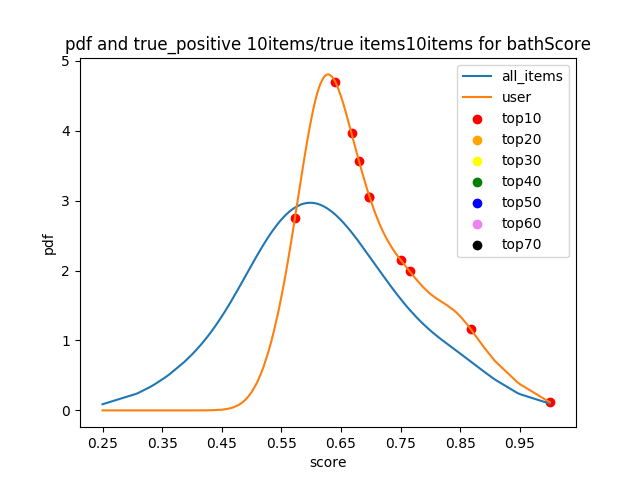 pdf and true_positive 10items/true items10items for bathScore
5
4
3
2
1
0
pdf
0.25 0.35 0.45 0.55 0.65 0.75 0.85 0.95
score
all_items
user
top10
top20
top30
top40
top50
top60
top70